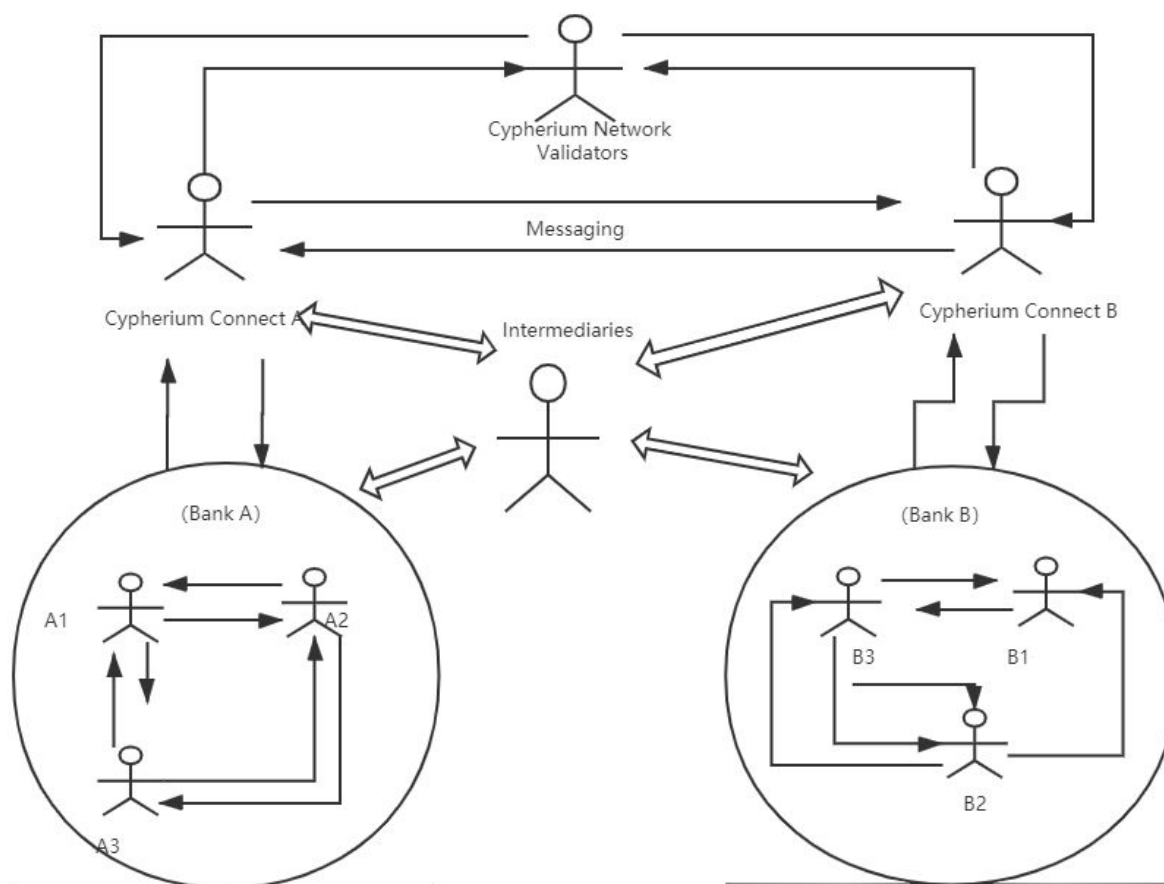 Cypherium Network
Validators
Messaging
Cypherium Connect A
Intermediaries
Cypherium Connect B
(Bank A)
(Bank B)
A1
A2
B3
B1
B2
A3